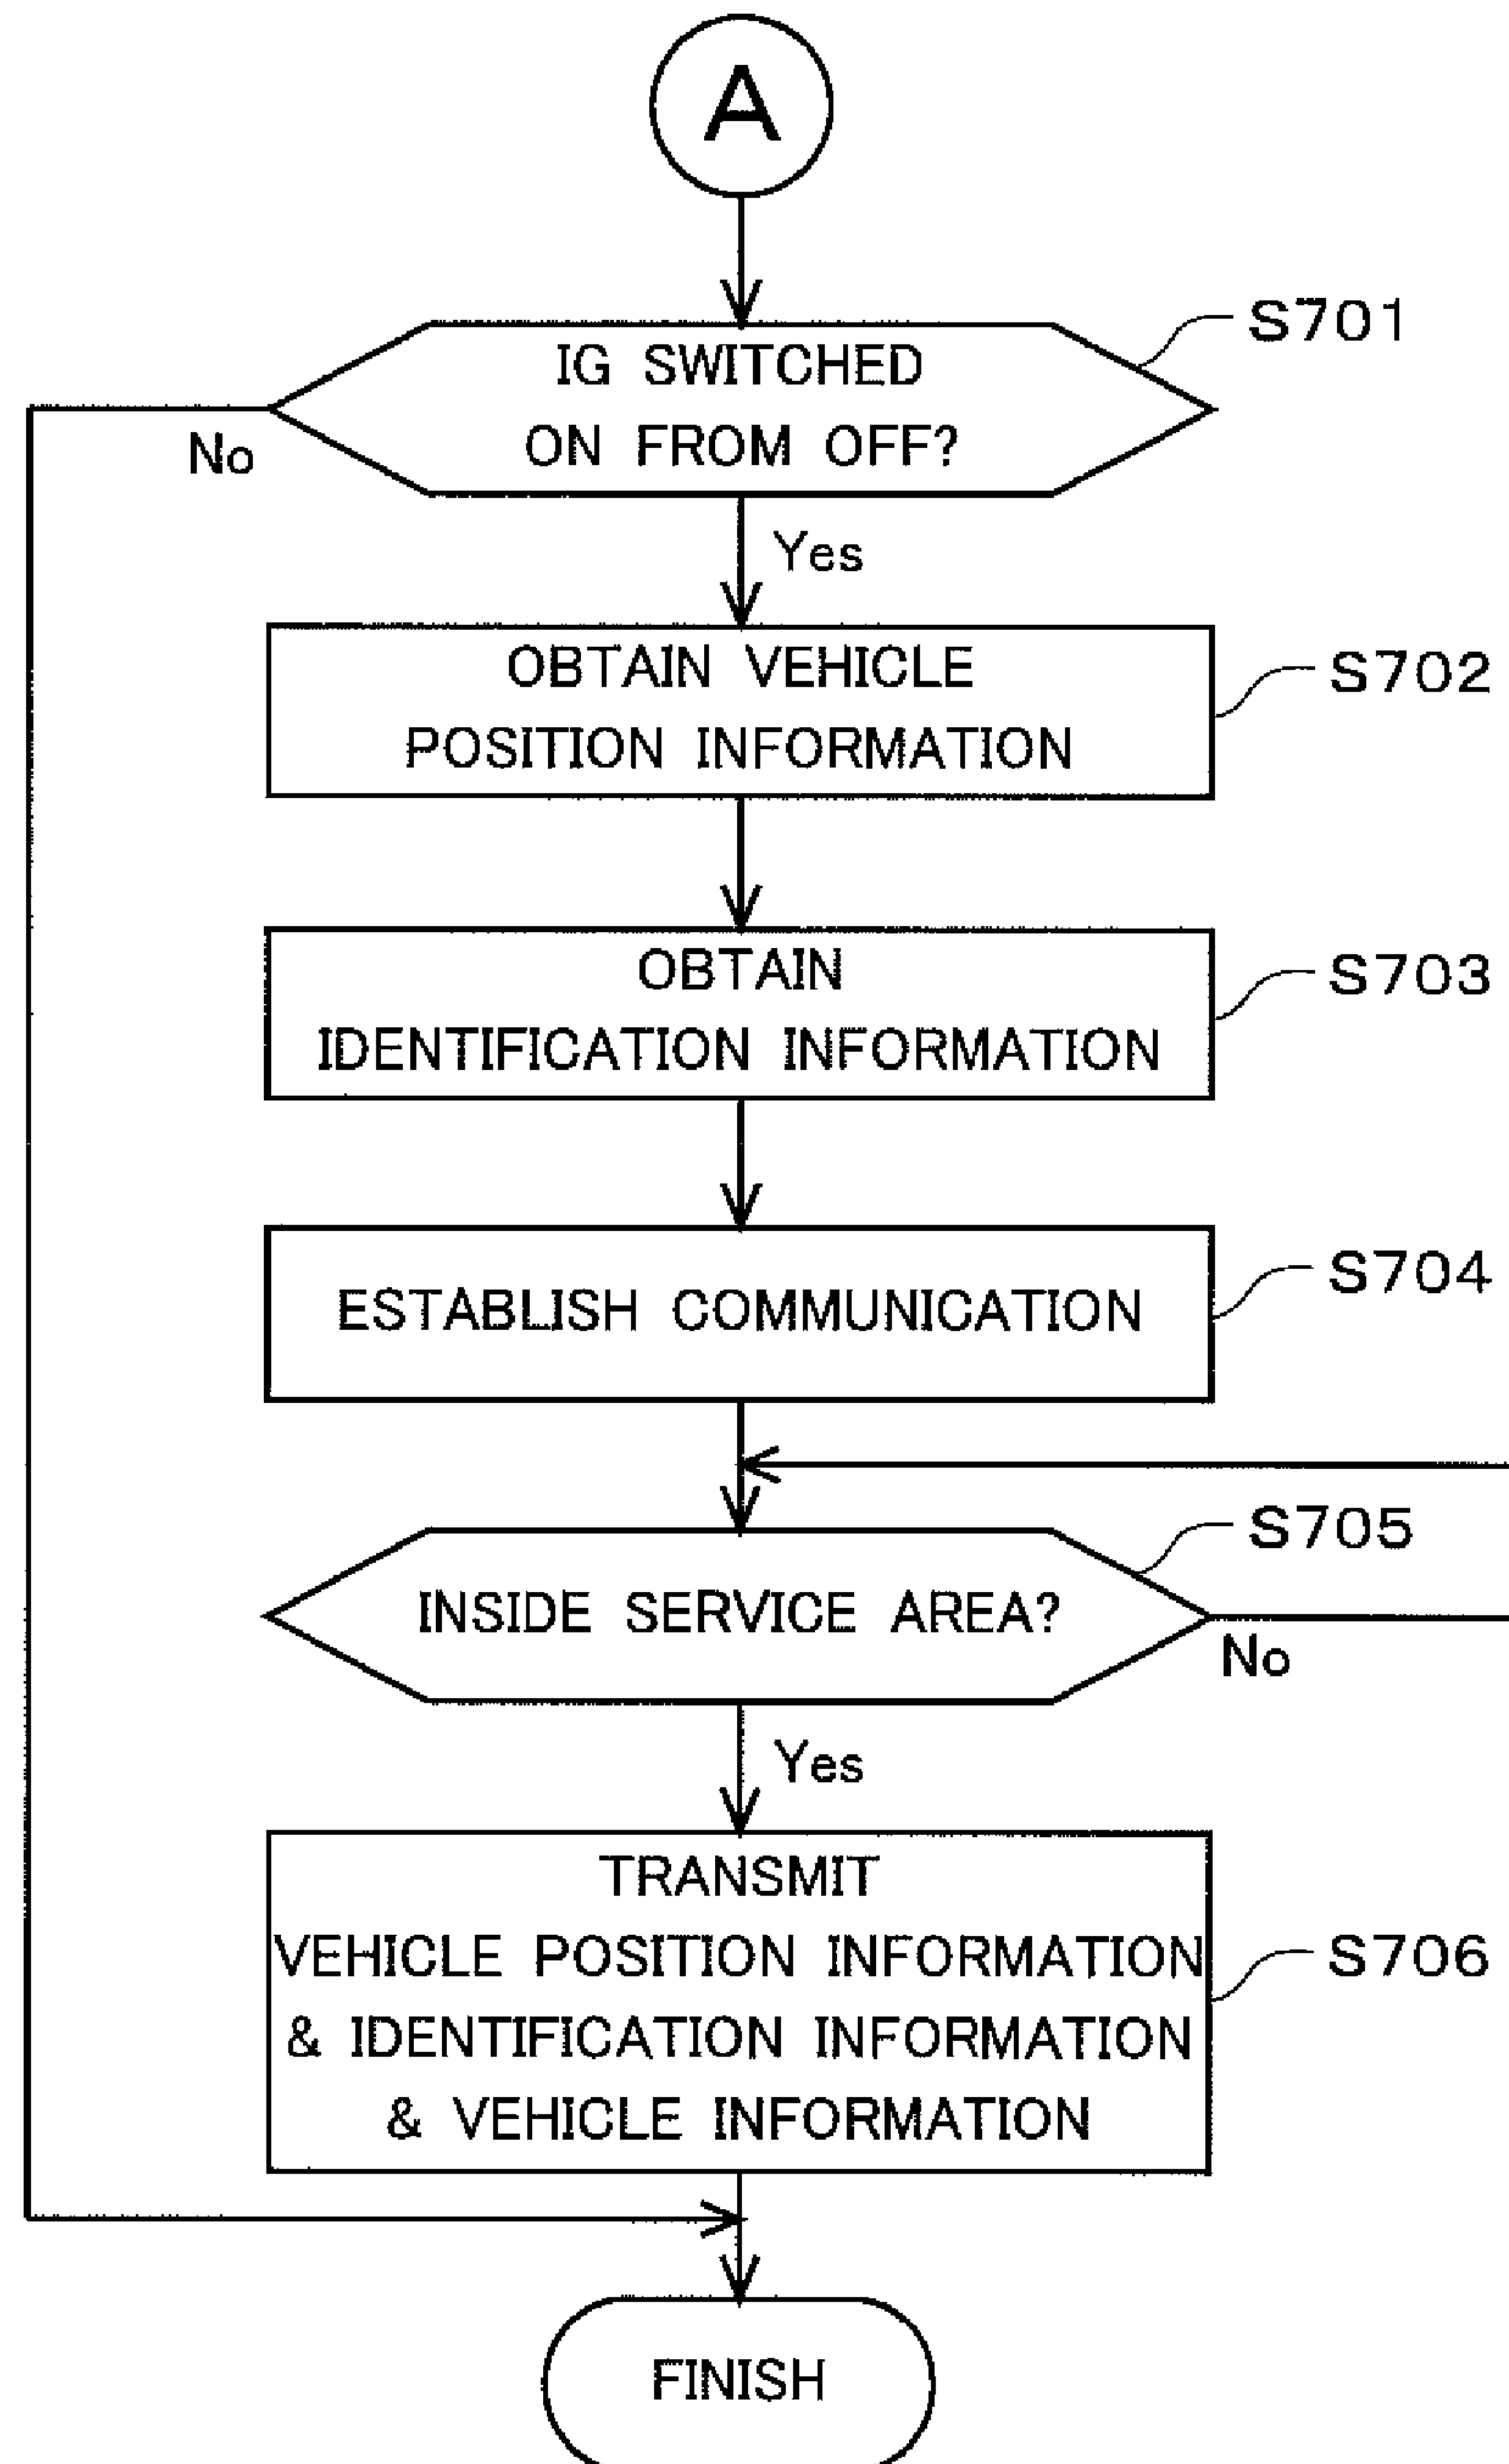 A
S701
IG SWITCHED
ON FROM OFF?
No
Yes
OBTAIN VEHICLE
POSITION INFORMATION
S702
OBTAIN
IDENTIFICATION INFORMATION
S703
ESTABLISH COMMUNICATION
S704
S705
INSIDE SERVICE AREA?
No
Yes
TRANSMIT
VEHICLE POSITION INFORMATION
& IDENTIFICATION INFORMATION
& VEHICLE INFORMATION
S706
FINISH